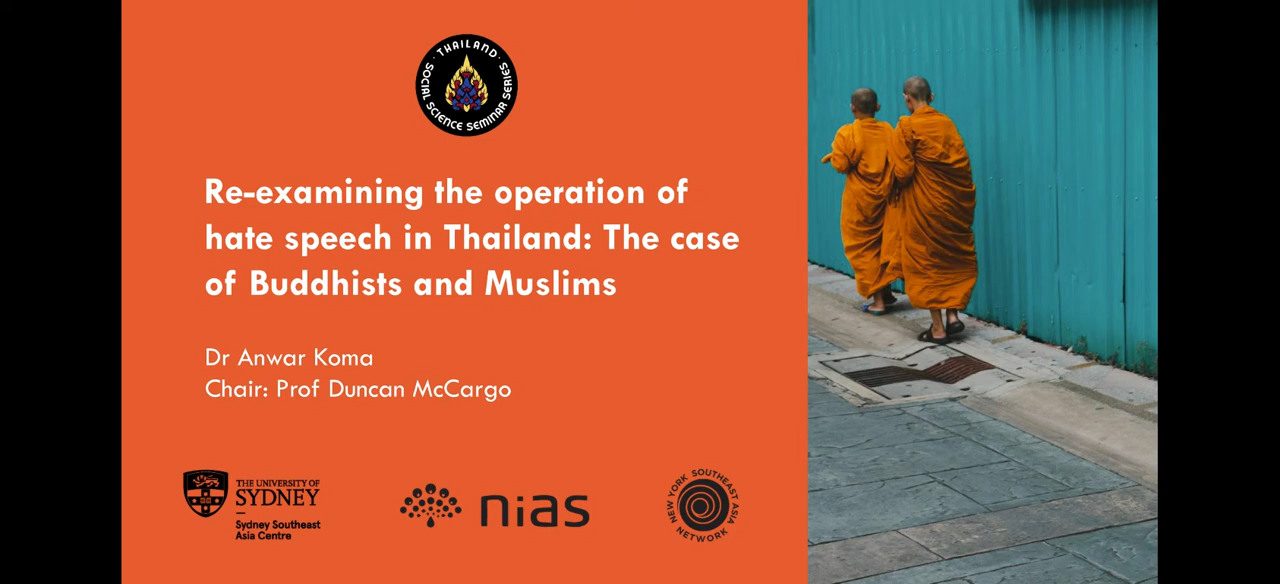 · THAILAND ·
SOCIAL SCIENCE SEMINAR SERIES
Re-examining the operation of
hate speech in Thailand: The case
of Buddhists and Muslims
Dr Anwar Koma
Chair: Prof Duncan McCargo
THE UNIVERSITY OF
SYDNEY
Sydney Southeast
Asia Centre
nias
NEW YORK SOUTHEAST ASIA
NETWORK